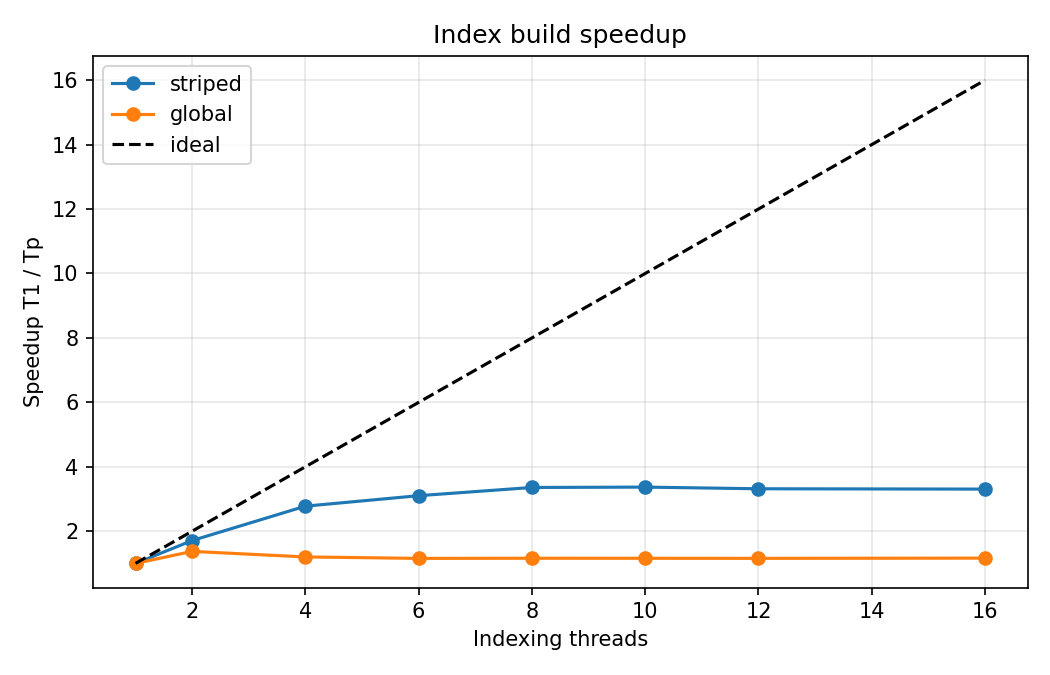 Index build speedup
striped
global
ideal
Speedup T1 / Tp
16
14
12
10
8
6
4
2
2 4 6 8 10 12 14 16
Indexing threads